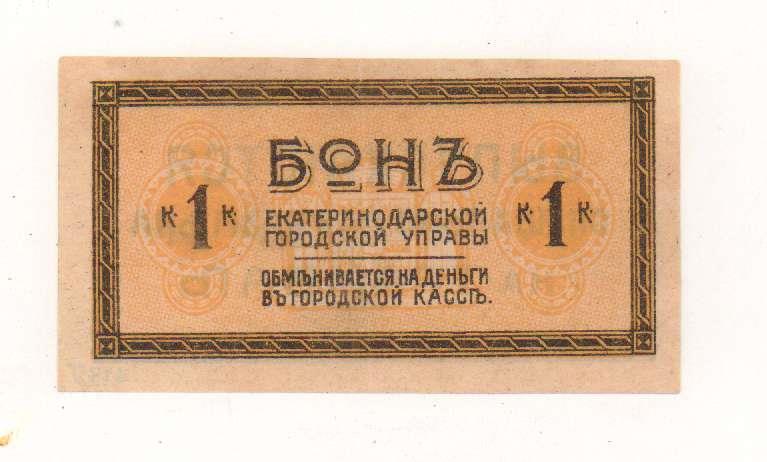 БОНЪ
К. 1 К
ЕКАТЕРИНОДАРСКОЙ
ГОРОДСКОЙ УПРАВЫ
К. 1 К
ОБМѢНИВАЕТСЯ НА ДЕНЬГИ
ВЪ ГОРОДСКОЙ КАССѢ.